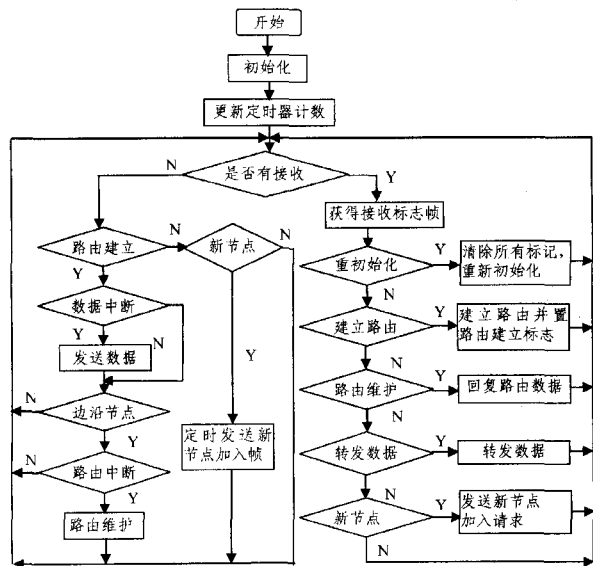 开始
初始化
更新定时器计数
是否有接收
N
Y
获得接收标志帧
路由建立
N
新节点
N
Y
重初始化
Y
清除所有标记，
重新初始化
N
数据中断
Y
N
发送数据
建立路由
Y
建立路由并置
路由建立标志
N
Y
边沿节点
N
Y
路由维护
Y
回复路由数据
N
定时发送新
节点加入帧
路由中断
N
Y
转发数据
Y
转发数据
N
路由维护
新节点
Y
发送新节点
加入请求
N